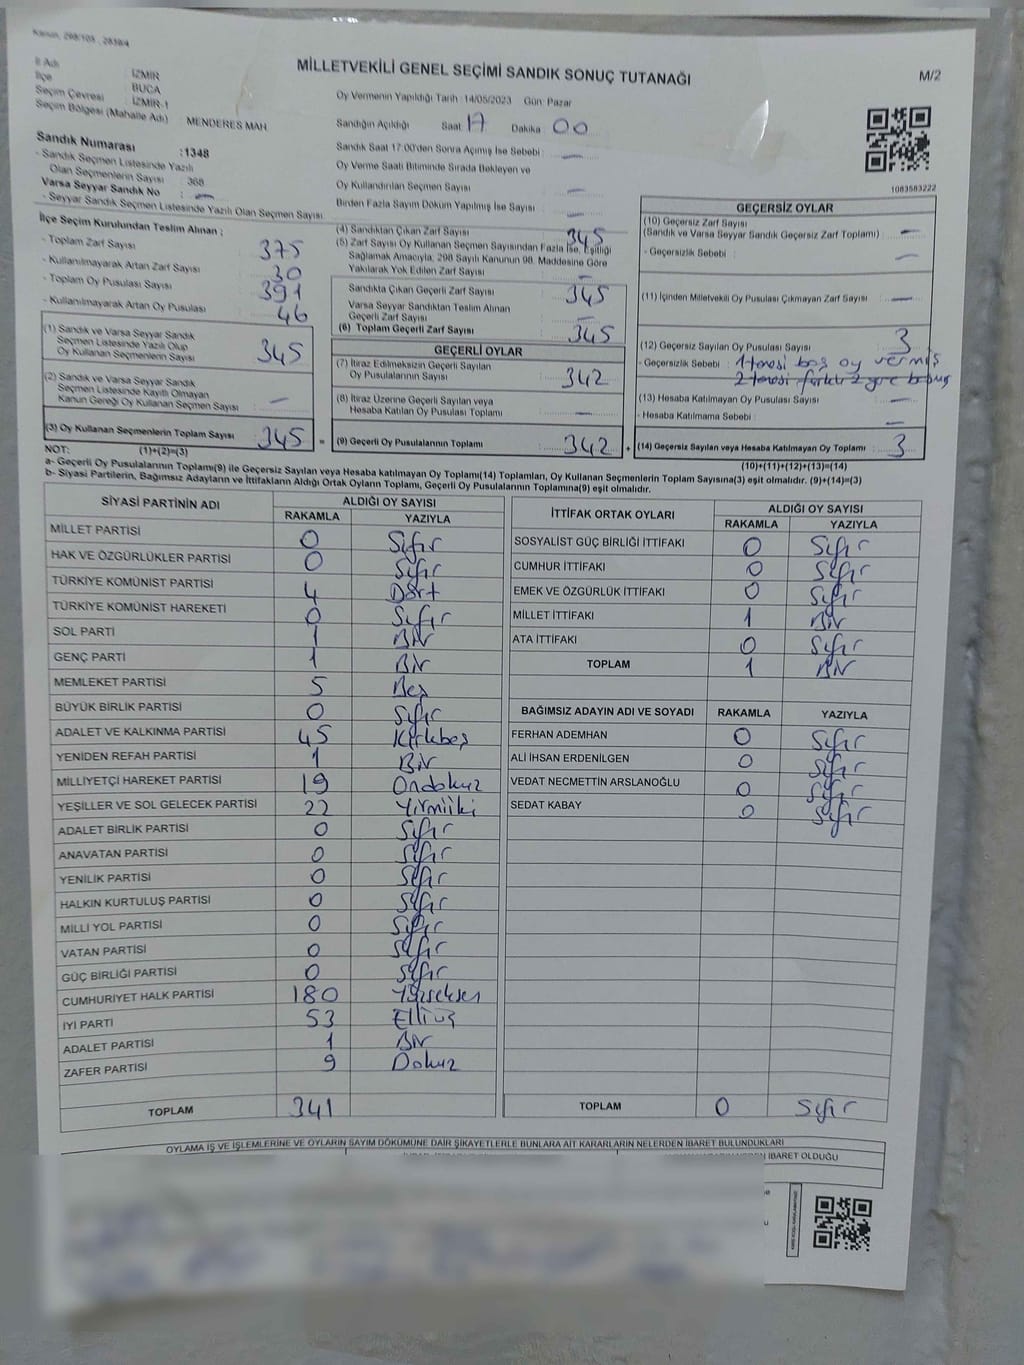 Kanun, 298/105 , 2839/4
MİLLETVEKİLİ GENEL SEÇİMİ SANDIK SONUÇ TUTANAĞI
M/2
İl Adı : İZMİR
İlçe : BUCA
Seçim Çevresi : İZMİR-1
Seçim Bölgesi (Mahalle Adı) MENDERES MAH
Sandık Numarası :1348
- Sandık Seçmen Listesinde Yazılı
Olan Seçmenlerin Sayısı : 368
Varsa Seyyar Sandık No : —
- Seyyar Sandık Seçmen Listesinde Yazılı Olan Seçmen Sayısı
Oy Vermenin Yapıldığı Tarih :14/05/2023 Gün: Pazar
Sandığın Açıldığı Saat 17 Dakika 00
Sandık Saat 17:00'den Sonra Açımış İse Sebebi : —
Oy Verme Saati Bitiminde Sırada Bekleyen ve
Oy Kullandırılan Seçmen Sayısı —
Birden Fazla Sayım Döküm Yapılmış İse Sayısı —
1083583222
İlçe Seçim Kurulundan Teslim Alınan ;
- Toplam Zarf Sayısı 375
- Kullanılmayarak Artan Zarf Sayısı 30
- Toplam Oy Pusulası Sayısı 391
- Kullanılmayarak Artan Oy Pusulası 46
(1) Sandık ve Varsa Seyyar Sandık
Seçmen Listesinde Yazılı Olup
Oy Kullanan Seçmenlerin Sayısı 345
(2) Sandık ve Varsa Seyyar Sandık
Seçmen Listesinde Kayıtlı Olmayan
Kanun Gereği Oy Kullanan Seçmen Sayısı —
(3) Oy Kullanan Seçmenlerin Toplam Sayısı 345 =
(4) Sandıktan Çıkan Zarf Sayısı 345
(5) Zarf Sayısı Oy Kullanan Seçmen Sayısından Fazla İse, Eşitliği
Sağlamak Amacıyla, 298 Sayılı Kanunun 98. Maddesine Göre
Yakılarak Yok Edilen Zarf Sayısı —
Sandıkta Çıkan Geçerli Zarf Sayısı 345
Varsa Seyyar Sandıktan Teslim Alınan
Geçerli Zarf Sayısı —
(6) Toplam Geçerli Zarf Sayısı 345
GEÇERLİ OYLAR
(7) İtiraz Edilmeksizin Geçerli Sayılan
Oy Pusulalarının Sayısı 342
(8) İtiraz Üzerine Geçerli Sayılan veya
Hesaba Katılan Oy Pusulası Toplamı —
(9) Geçerli Oy Pusulalarının Toplamı 342 +
GEÇERSİZ OYLAR
(10) Geçersiz Zarf Sayısı
(Sandık ve Varsa Seyyar Sandık Geçersiz Zarf Toplamı) : —
- Geçersizlik Sebebi : —
(11) İçinden Milletvekili Oy Pusulası Çıkmayan Zarf Sayısı : —
(12) Geçersiz Sayılan Oy Pusulası Sayısı : 3
- Geçersizlik Sebebi : 1 tanesi boş oy vermiş
2 tanesi farklı 2 yere basmış
(13) Hesaba Katılmayan Oy Pusulası Sayısı : —
- Hesaba Katılmama Sebebi : —
(14) Geçersiz Sayılan veya Hesaba Katılmayan Oy Toplamı : 3
NOT: (1)+(2)=(3)
(10)+(11)+(12)+(13)=(14)
a- Geçerli Oy Pusulalarının Toplamı(9) ile Geçersiz Sayılan veya Hesaba katılmayan Oy Toplamı(14) Toplamları, Oy Kullanan Seçmenlerin Toplam Sayısına(3) eşit olmalıdır. (9)+(14)=(3)
b- Siyasi Partilerin, Bağımsız Adayların ve İttifakların Aldığı Ortak Oyların Toplamı, Geçerli Oy Pusulalarının Toplamına(9) eşit olmalıdır.
SİYASİ PARTİNİN ADI ALDIĞI OY SAYISI
RAKAMLA YAZIYLA
MİLLET PARTİSİ 0 Sıfır
HAK VE ÖZGÜRLÜKLER PARTİSİ 0 Sıfır
TÜRKİYE KOMÜNİST PARTİSİ 4 Dört
TÜRKİYE KOMÜNİST HAREKETİ 0 Sıfır
SOL PARTİ 1 Bir
GENÇ PARTİ 1 Bir
MEMLEKET PARTİSİ 5 Beş
BÜYÜK BİRLİK PARTİSİ 0 Sıfır
ADALET VE KALKINMA PARTİSİ 45 Kırkbeş
YENİDEN REFAH PARTİSİ 1 Bir
MİLLİYETÇİ HAREKET PARTİSİ 19 Ondokuz
YEŞİLLER VE SOL GELECEK PARTİSİ 22 Yirmiiki
ADALET BİRLİK PARTİSİ 0 Sıfır
ANAVATAN PARTİSİ 0 Sıfır
YENİLİK PARTİSİ 0 Sıfır
HALKIN KURTULUŞ PARTİSİ 0 Sıfır
MİLLİ YOL PARTİSİ 0 Sıfır
VATAN PARTİSİ 0 Sıfır
GÜÇ BİRLİĞİ PARTİSİ 0 Sıfır
CUMHURİYET HALK PARTİSİ 180 Yüzseksen
İYİ PARTİ 53 Elliüç
ADALET PARTİSİ 1 Bir
ZAFER PARTİSİ 9 Dokuz
TOPLAM 341
İTTİFAK ORTAK OYLARI ALDIĞI OY SAYISI
RAKAMLA YAZIYLA
SOSYALİST GÜÇ BİRLİĞİ İTTİFAKI 0 Sıfır
CUMHUR İTTİFAKI 0 Sıfır
EMEK VE ÖZGÜRLÜK İTTİFAKI 0 Sıfır
MİLLET İTTİFAKI 1 Bir
ATA İTTİFAKI 0 Sıfır
TOPLAM 1 Bir
BAĞIMSIZ ADAYIN ADI VE SOYADI RAKAMLA YAZIYLA
FERHAN ADEMHAN 0 Sıfır
ALİ İHSAN ERDENİLGEN 0 Sıfır
VEDAT NECMETTİN ARSLANOĞLU 0 Sıfır
SEDAT KABAY 0 Sıfır
TOPLAM 0 Sıfır
OYLAMA İŞ VE İŞLEMLERİNE VE OYLARIN SAYIM DÖKÜMÜNE DAİR ŞİKAYETLERLE BUNLARA AİT KARARLARIN NELERDEN İBARET BULUNDUKLARI
İBARET OLDUĞU